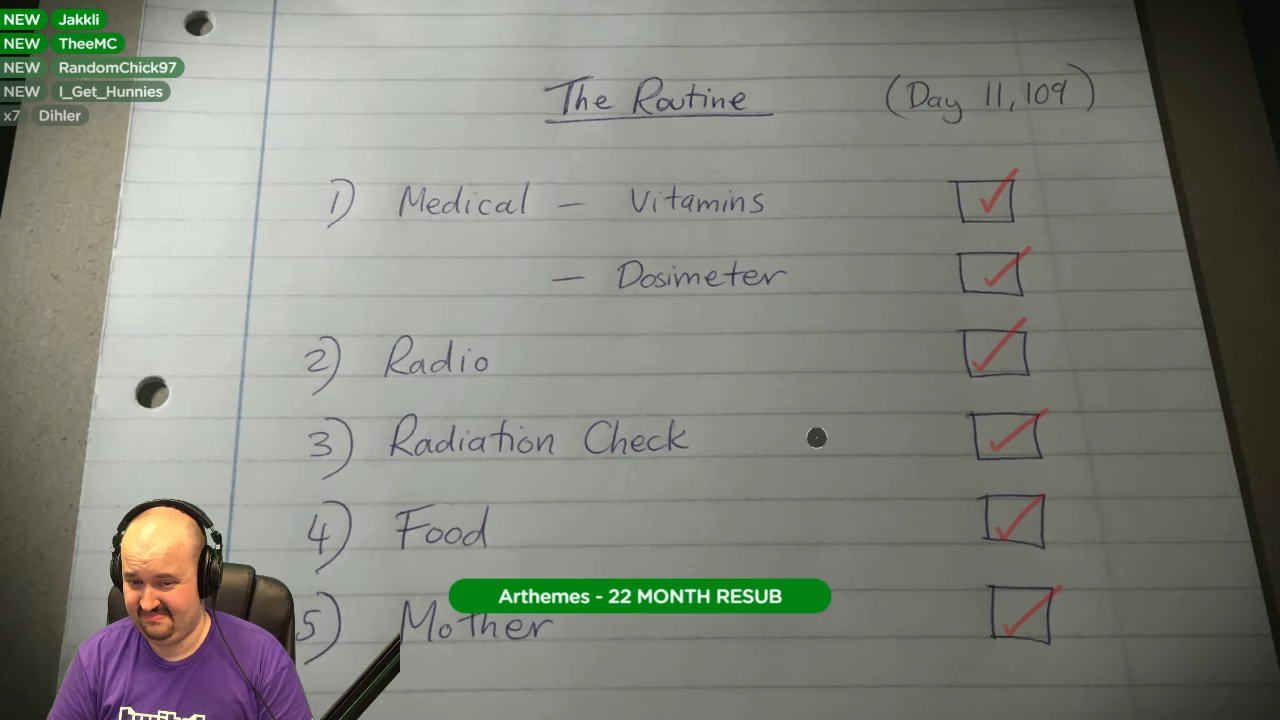 NEW Jakkli
NEW TheeMC
NEW RandomChick97
NEW I_Get_Hunnies
x7 Dihler
The Routine (Day 11,109)
1) Medical – Vitamins
– Dosimeter
2) Radio
3) Radiation Check
4) Food
Arthemes - 22 MONTH RESUB
5) Mother